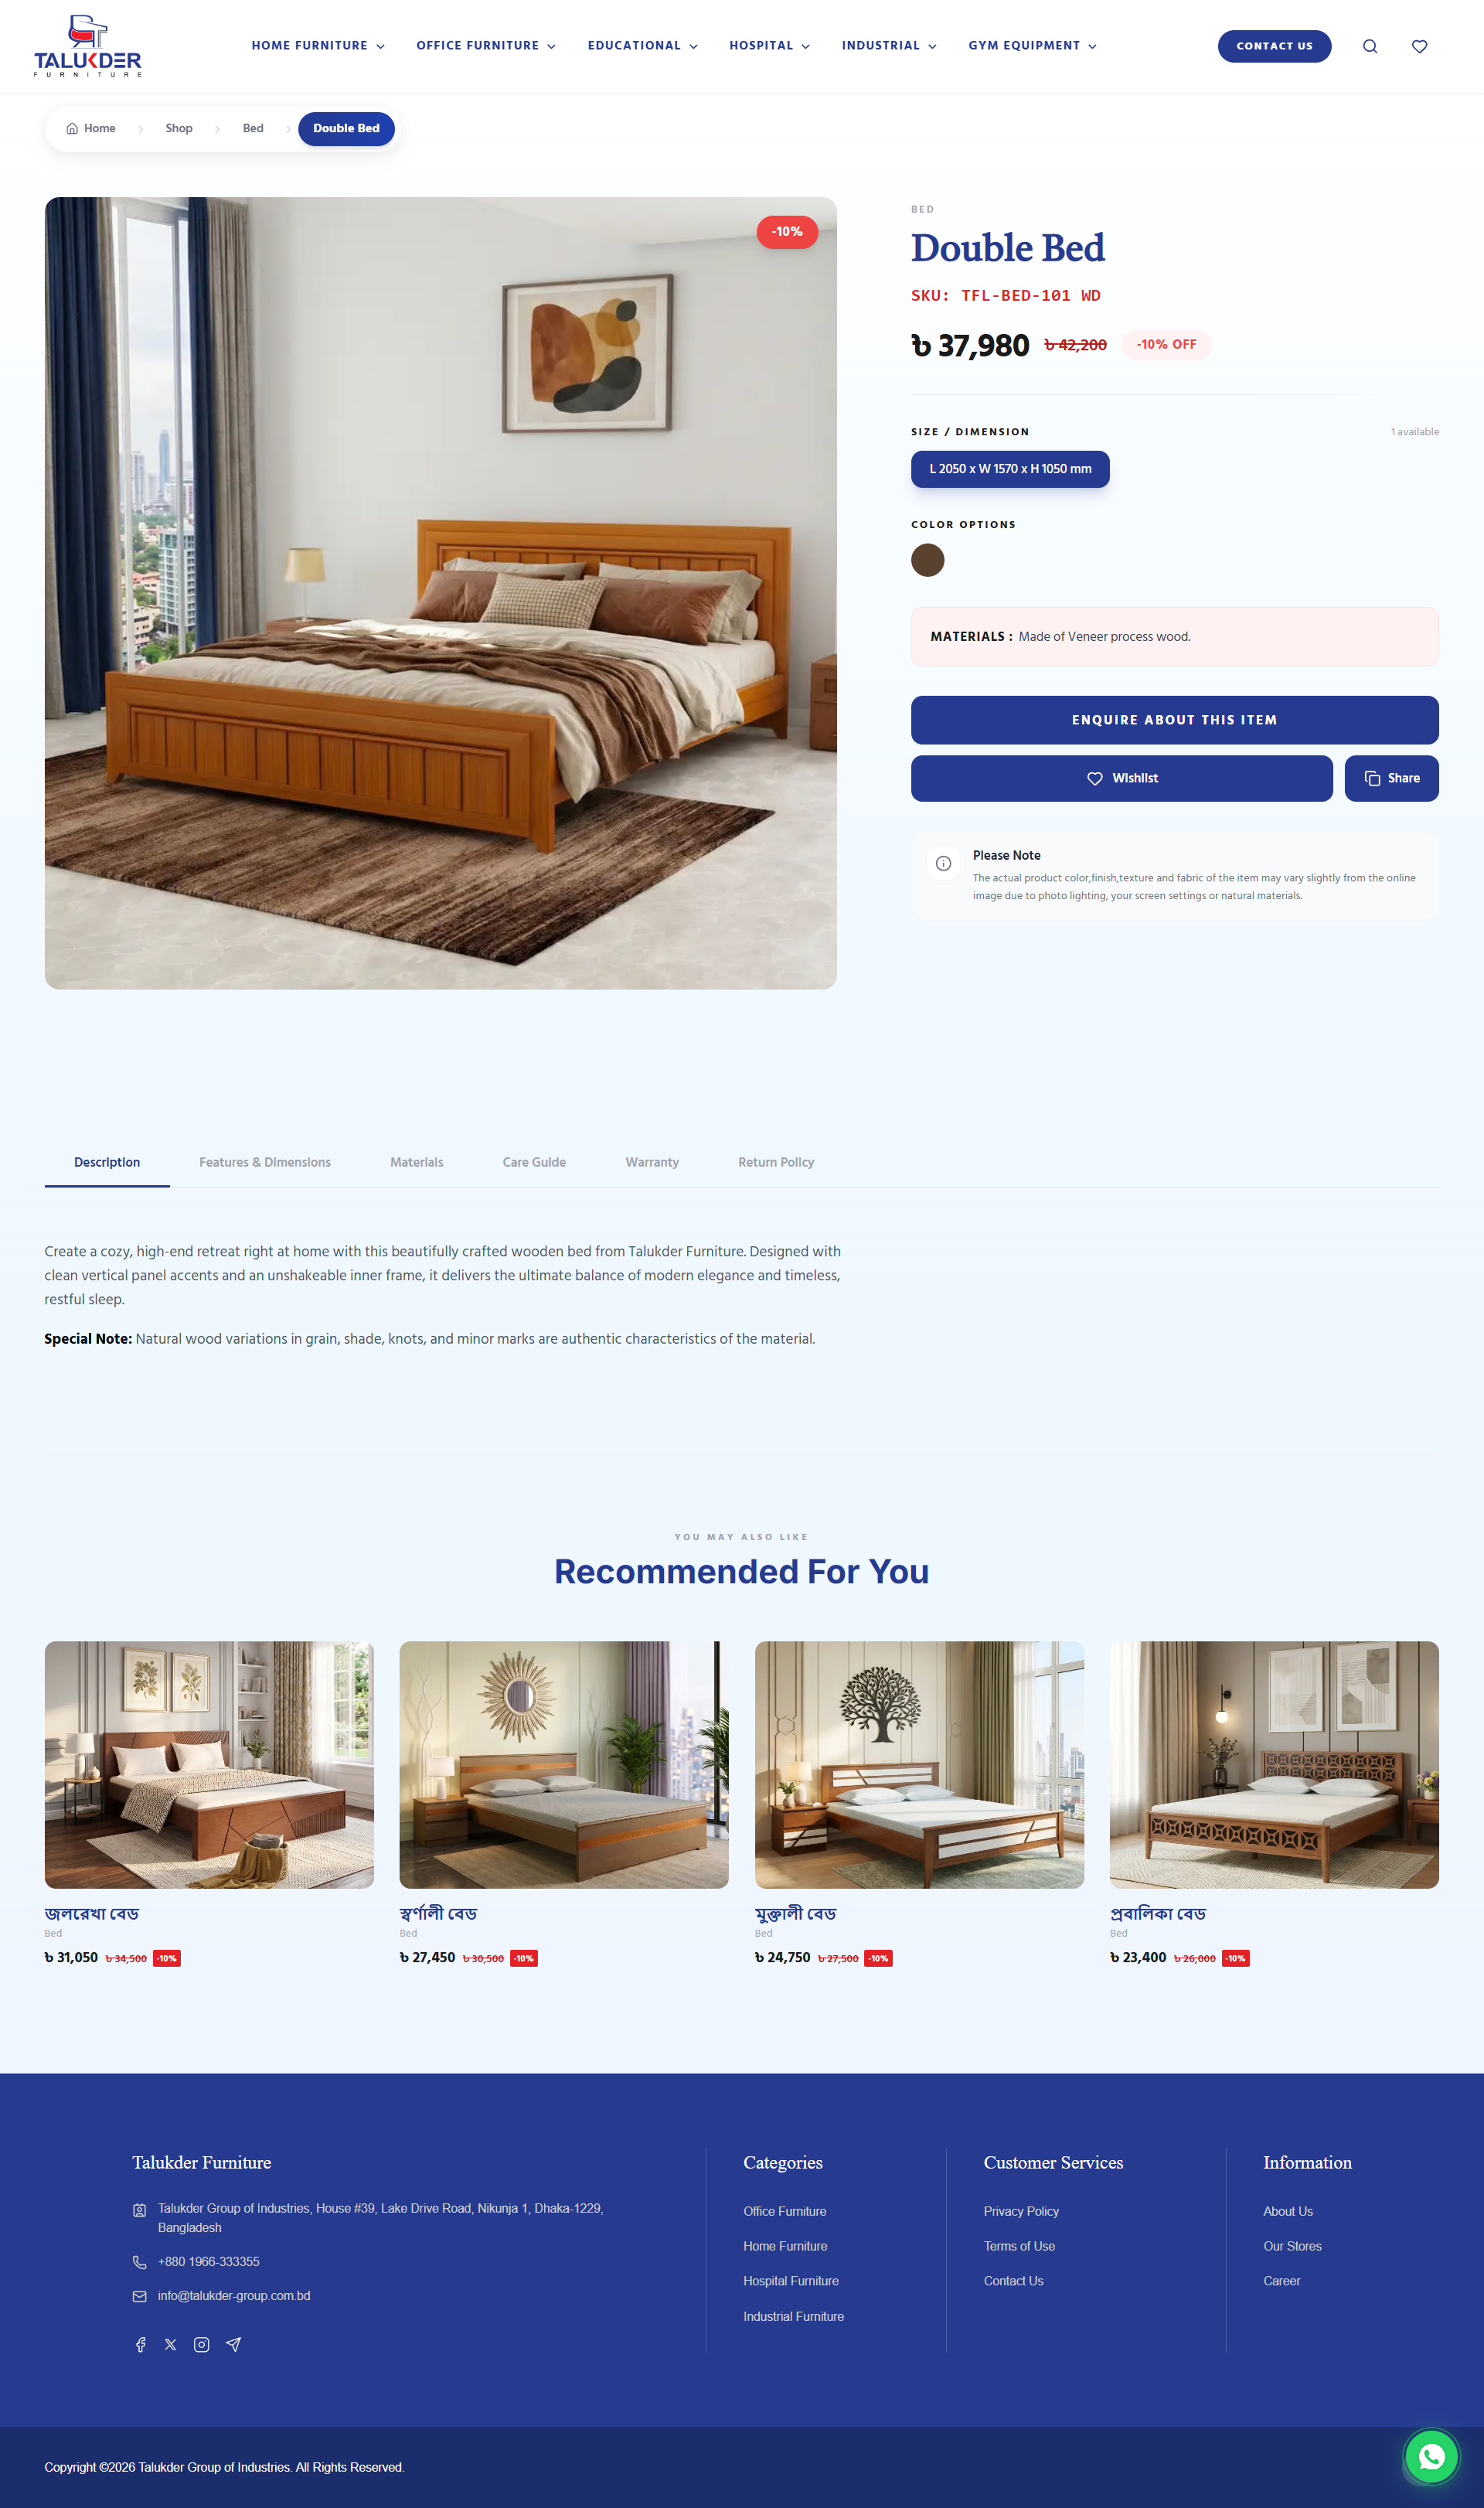 TALUKDER
FURNITURE
HOME FURNITURE
OFFICE FURNITURE
EDUCATIONAL
HOSPITAL
INDUSTRIAL
GYM EQUIPMENT
CONTACT US
Home
Shop
Bed
Double Bed
-10%
BED
Double Bed
SKU: TFL-BED-101 WD
৳ 37,980 ৳ 42,200 -10% OFF
SIZE / DIMENSION
1 available
L 2050 x W 1570 x H 1050 mm
COLOR OPTIONS
MATERIALS : Made of Veneer process wood.
ENQUIRE ABOUT THIS ITEM
Wishlist
Share
Please Note
The actual product color,finish,texture and fabric of the item may vary slightly from the online
image due to photo lighting, your screen settings or natural materials.
Description
Features & Dimensions
Materials
Care Guide
Warranty
Return Policy
Create a cozy, high-end retreat right at home with this beautifully crafted wooden bed from Talukder Furniture. Designed with
clean vertical panel accents and an unshakeable inner frame, it delivers the ultimate balance of modern elegance and timeless,
restful sleep.
Special Note: Natural wood variations in grain, shade, knots, and minor marks are authentic characteristics of the material.
YOU MAY ALSO LIKE
Recommended For You
জলরেখা বেড
Bed
৳ 31,050 ৳ 34,500 -10%
স্বর্ণালী বেড
Bed
৳ 27,450 ৳ 30,500 -10%
মুক্তালী বেড
Bed
৳ 24,750 ৳ 27,500 -10%
প্রবালিকা বেড
Bed
৳ 23,400 ৳ 26,000 -10%
Talukder Furniture
Talukder Group of Industries, House #39, Lake Drive Road, Nikunja 1, Dhaka-1229,
Bangladesh
+880 1966-333355
info@talukder-group.com.bd
Categories
Office Furniture
Home Furniture
Hospital Furniture
Industrial Furniture
Customer Services
Privacy Policy
Terms of Use
Contact Us
Information
About Us
Our Stores
Career
Copyright ©2026 Talukder Group of Industries. All Rights Reserved.